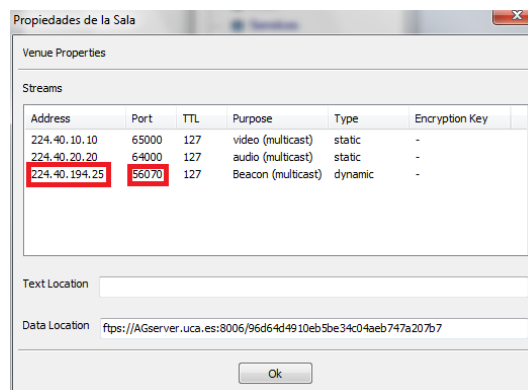 Propiedades de la Sala
Venue Properties
Streams
Address Port TTL Purpose Type Encryption Key
224.40.10.10 65000 127 video (multicast) static -
224.40.20.20 64000 127 audio (multicast) static -
224.40.194.25 56070 127 Beacon (multicast) dynamic -
Text Location
Data Location ftps://AGserver.uca.es:8006/96d64d4910eb5be34c04aeb747a207b7
Ok